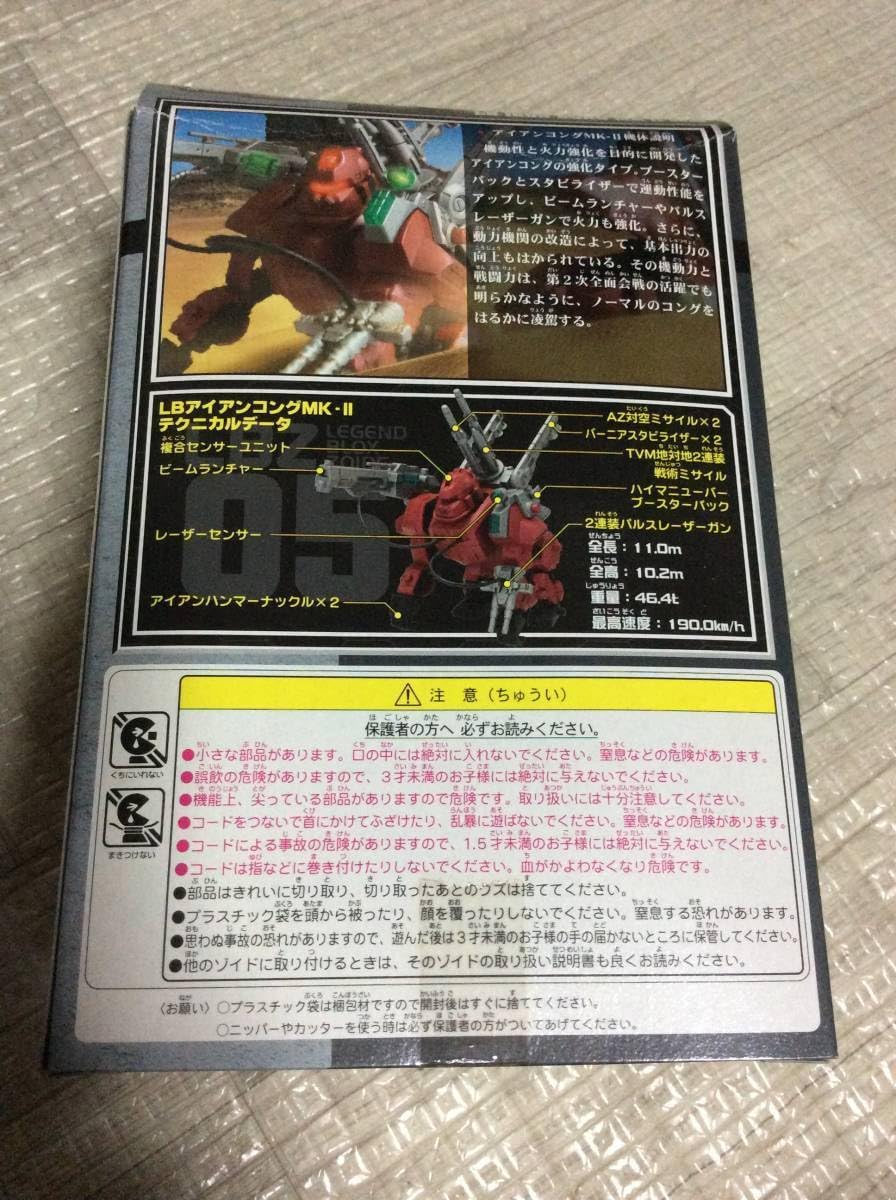 アイアンコングMK-II機体説明
機動性と火力強化を目的に開発した
アイアンコングの強化タイプ。ブースター
パックとスタビライザーで運動性能を
アップし、ビームランチャーやパルス
レーザーガンで火力も強化。さらに、
動力機関の改造によって、基本出力の
向上もはかられている。その機動力と
戦闘力は、第2次全面会戦の活躍でも
明らかなように、ノーマルのコングを
はるかに凌駕する。
LBアイアンコングMK-II
テクニカルデータ
LEGEND
BLOX
ZOIDS
05
複合センサーユニット
ビームランチャー
レーザーセンサー
アイアンハンマーナックル×2
AZ対空ミサイル×2
バーニアスタビライザー×2
TVM地対地2連装
戦術ミサイル
ハイマニューバー
ブースターパック
2連装パルスレーザーガン
全長:11.0m
全高:10.2m
重量:46.4t
最高速度:190.0km/h
注 意(ちゅうい)
保護者の方へ 必ずお読みください。
くちにいれない
まきつけない
●小さな部品があります。口の中には絶対に入れないでください。窒息などの危険があります。
●誤飲の危険がありますので、3才未満のお子様には絶対に与えないでください。
●機能上、尖っている部品がありますので危険です。取り扱いには十分注意してください。
●コードをつないで首にかけてふざけたり、乱暴に遊ばないでください。窒息などの危険があります。
●コードによる事故の危険がありますので、1.5才未満のお子様には絶対に与えないでください。
●コードは指などに巻き付けたりしないでください。血がかよわなくなり危険です。
●部品はきれいに切り取り、切り取ったあとのクズは捨ててください。
●プラスチック袋を頭から被ったり、顔を覆ったりしないでください。窒息する恐れがあります。
●思わぬ事故の恐れがありますので、遊んだ後は3才未満のお子様の手の届かないところに保管してください。
●他のゾイドに取り付けるときは、そのゾイドの取り扱い説明書も良くお読みください。
〈お願い〉○プラスチック袋は梱包材ですので開封後はすぐに捨ててください。
○ニッパーやカッターを使う時は必ず保護者の方がついてあげてください。